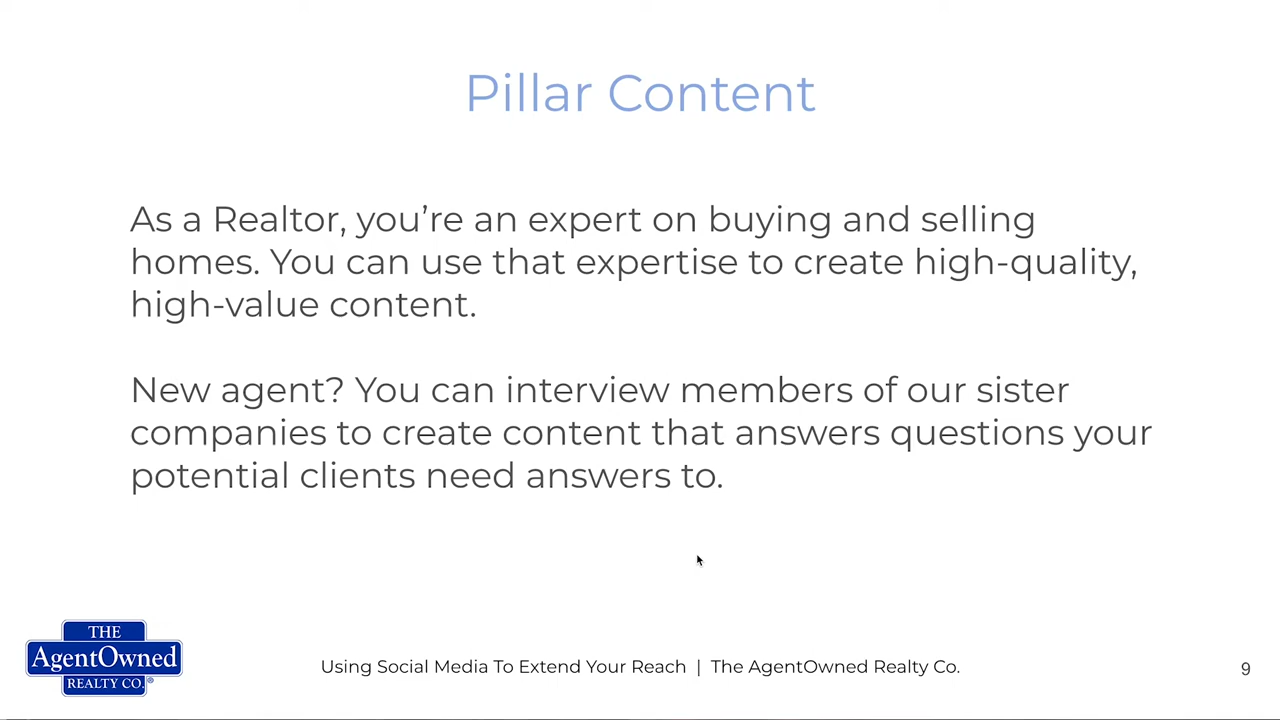 Pillar Content
As a Realtor, you’re an expert on buying and selling
homes. You can use that expertise to create high-quality,
high-value content.
New agent? You can interview members of our sister
companies to create content that answers questions your
potential clients need answers to.
THE
AgentOwned
REALTY CO.®
Using Social Media To Extend Your Reach | The AgentOwned Realty Co.
9